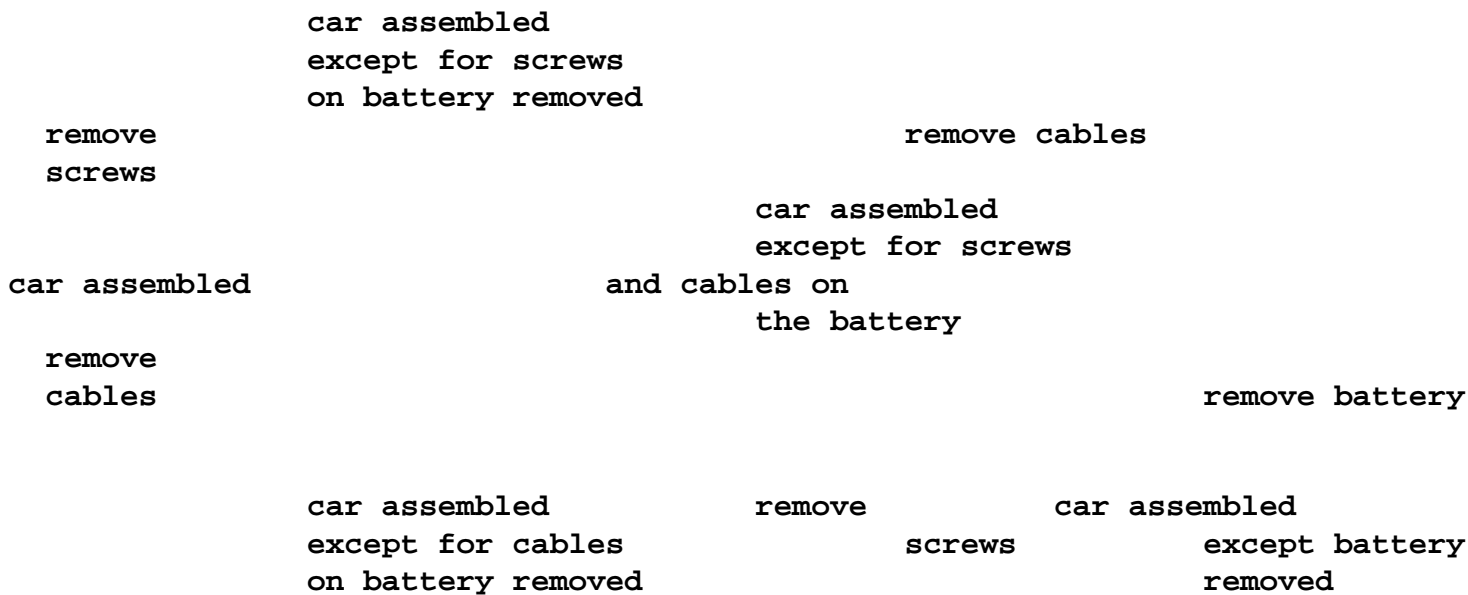 car assembled
except for screws
on battery removed
remove remove cables
screws
car assembled
except for screws
car assembled and cables on
the battery
remove
cables remove battery
car assembled remove car assembled
except for cables screws except battery
on battery removed removed